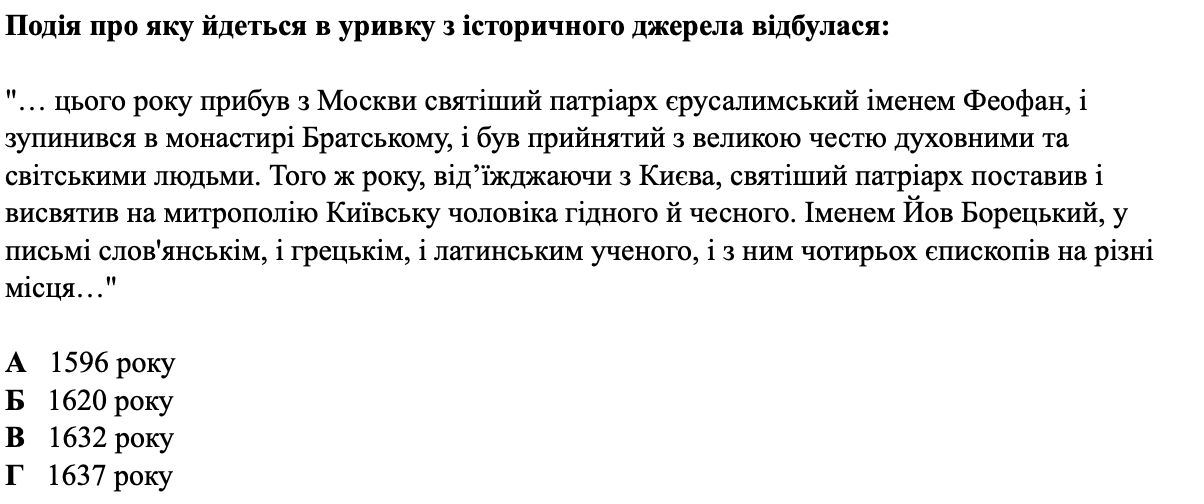 Подія про яку йдеться в уривку з історичного джерела відбулася:
"… цього року прибув з Москви святіший патріарх єрусалимський іменем Феофан, і
зупинився в монастирі Братському, і був прийнятий з великою честю духовними та
світськими людьми. Того ж року, від’їжджаючи з Києва, святіший патріарх поставив і
висвятив на митрополію Київську чоловіка гідного й чесного. Іменем Йов Борецький, у
письмі слов'янськім, і грецькім, і латинським ученого, і з ним чотирьох єпископів на різні
місця…"
А 1596 року
Б 1620 року
В 1632 року
Г 1637 року